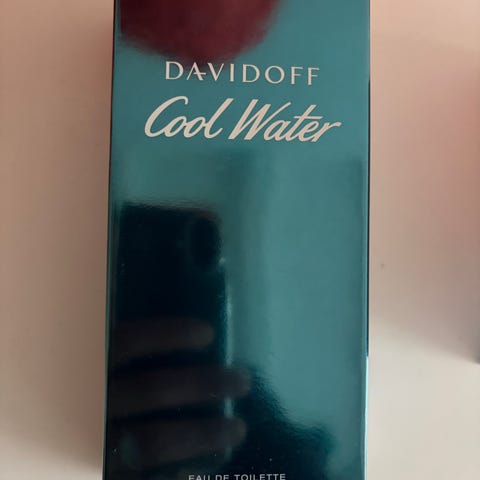 DAVIDOFF
Cool Water
EAU DE TOILETTE